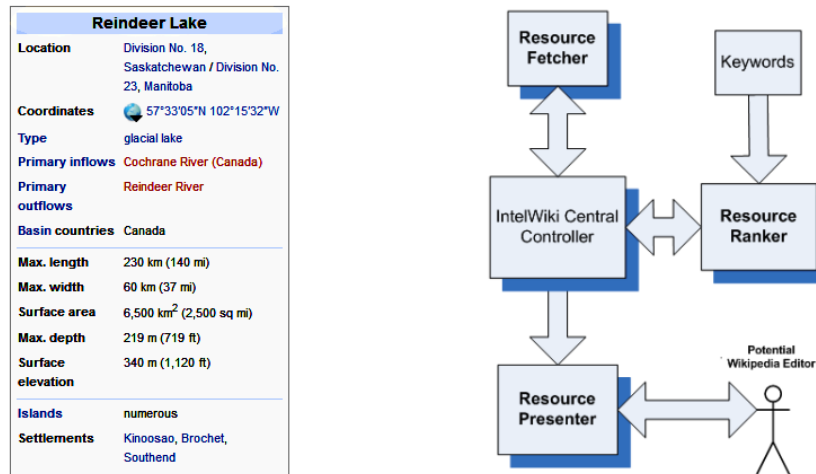 Reindeer Lake
Location Division No. 18,
Saskatchewan / Division No.
23, Manitoba
Coordinates 57°33′05″N 102°15′32″W
Type glacial lake
Primary inflows Cochrane River (Canada)
Primary Reindeer River
outflows
Basin countries Canada
Max. length 230 km (140 mi)
Max. width 60 km (37 mi)
Surface area 6,500 km² (2,500 sq mi)
Max. depth 219 m (719 ft)
Surface 340 m (1,120 ft)
elevation
Islands numerous
Settlements Kinoosao, Brochet,
Southend
Resource
Fetcher
Keywords
IntelWiki Central
Controller
Resource
Ranker
Resource
Presenter
Potential
Wikipedia Editor